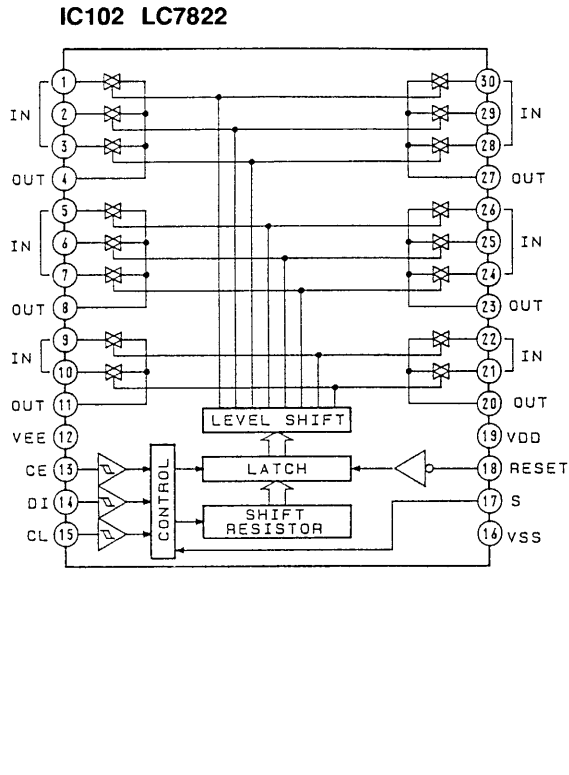 IC102 LC7822
1 30
2 29
IN IN
3 28
OUT 4 27 OUT
5 26
6 25
IN IN
7 24
OUT 8 23 OUT
9 22
IN IN
10 21
OUT 11 20 OUT
LEVEL SHIFT
VEE 12 19 VDD
CE 13 CONTROL LATCH 18 RESET
DI 14 17 S
SHIFT
RESISTOR
CL 15 16 VSS